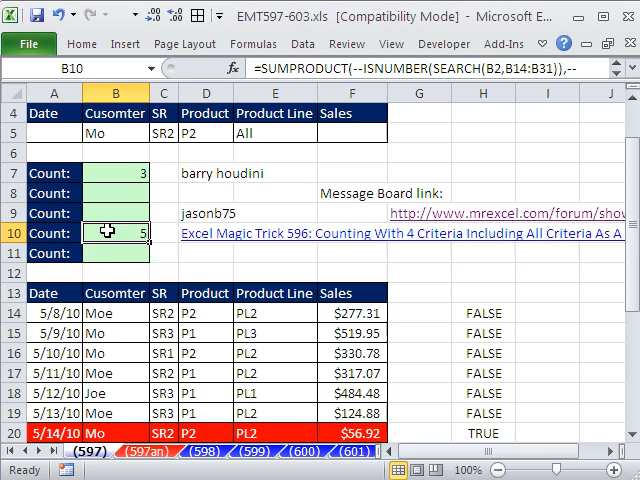 EMT597-603.xls [Compatibility Mode] - Microsoft E...
File Home Insert Page Layout Formulas Data Review View Developer Add-Ins
B10 fx =SUMPRODUCT(--ISNUMBER(SEARCH(B2,B14:B31)),--
A B C D E F G H I J
4 Date Cusomter SR Product Product Line Sales
5 Mo SR2 P2 All
6
7 Count: 3 barry houdini
8 Count: Message Board link:
9 Count: jasonb75 http://www.mrexcel.com/forum/show
10 Count: 5 Excel Magic Trick 596: Counting With 4 Criteria Including All Criteria As A
11 Count:
12
13 Date Cusomter SR Product Product Line Sales
14 5/8/10 Moe SR2 P2 PL2 $277.31 FALSE
15 5/9/10 Mo SR3 P1 PL3 $519.95 FALSE
16 5/10/10 Mo SR1 P2 PL2 $330.78 FALSE
17 5/11/10 Moe SR2 P2 PL2 $317.07 FALSE
18 5/12/10 Joe SR3 P1 PL1 $484.48 FALSE
19 5/13/10 Moe SR3 P1 PL2 $124.88 FALSE
20 5/14/10 Mo SR2 P2 PL2 $56.92 TRUE
(597) (597an) (598) (599) (600) (601)
Ready 100%